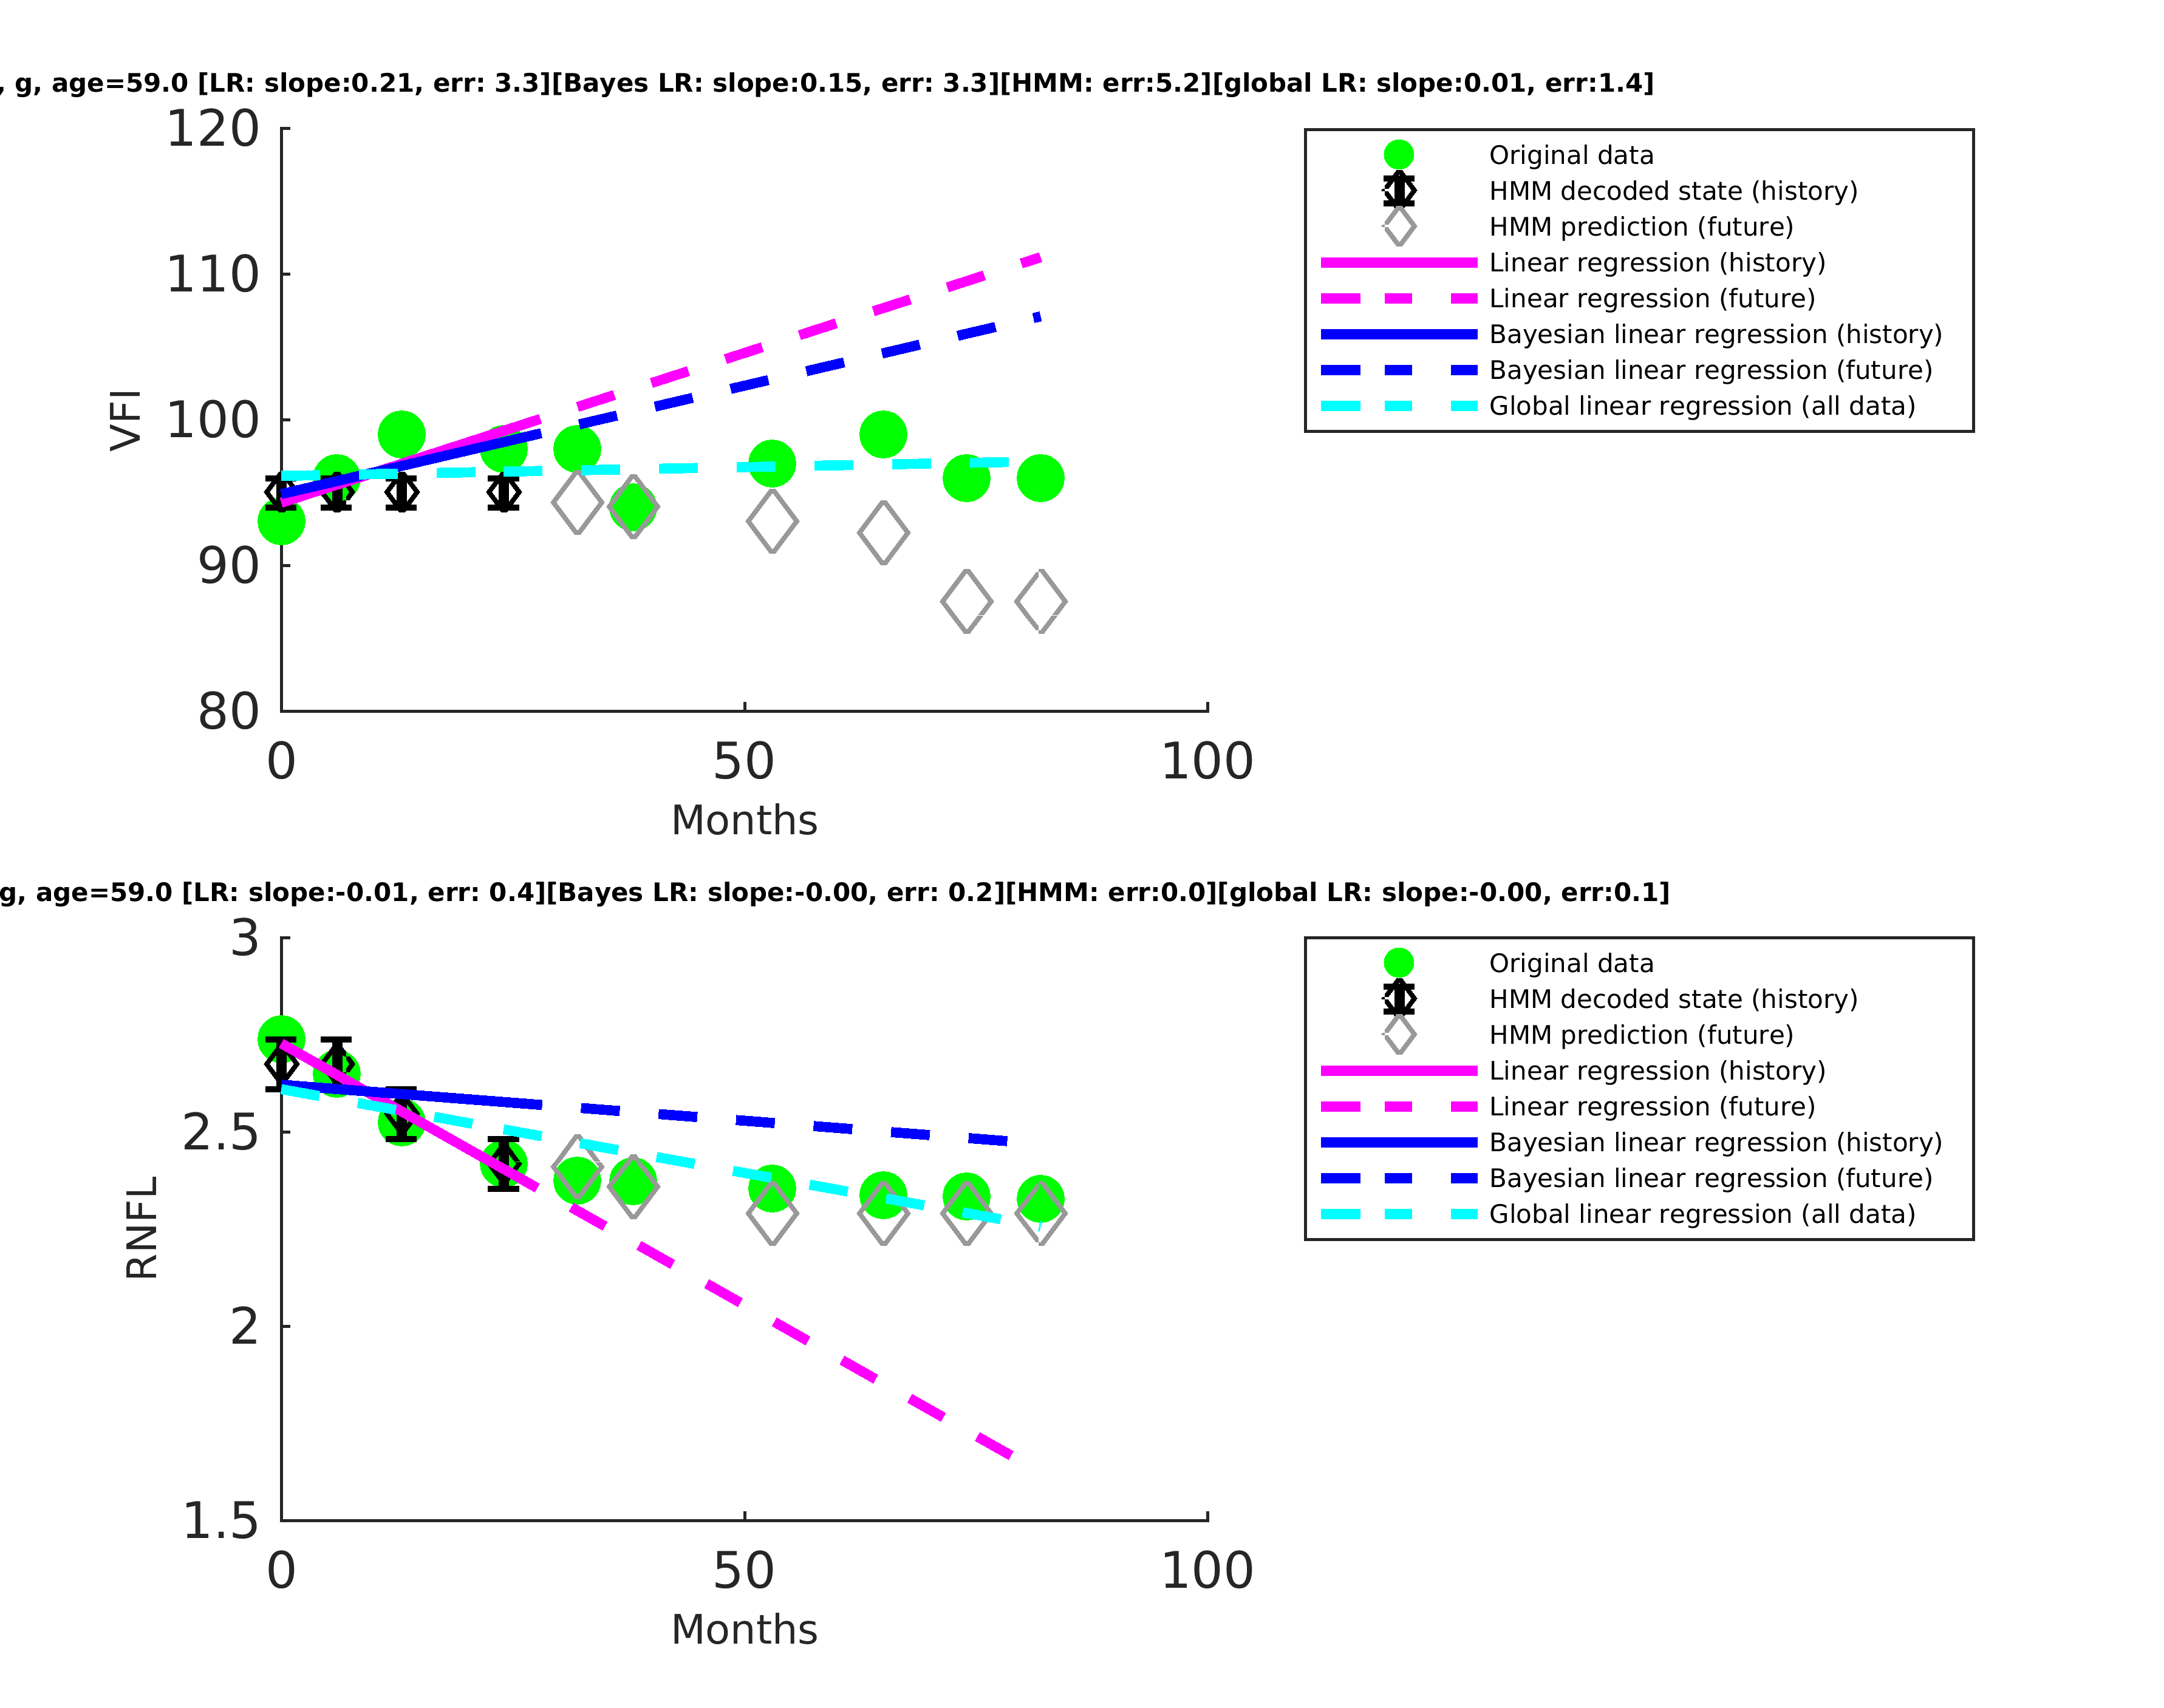 , g, age=59.0 [LR: slope:0.21, err: 3.3][Bayes LR: slope:0.15, err: 3.3][HMM: err:5.2][global LR: slope:0.01, err:1.4]
120
110
100
90
80
VFI
0
50
100
Months
Original data
HMM decoded state (history)
HMM prediction (future)
Linear regression (history)
Linear regression (future)
Bayesian linear regression (history)
Bayesian linear regression (future)
Global linear regression (all data)
g, age=59.0 [LR: slope:-0.01, err: 0.4][Bayes LR: slope:-0.00, err: 0.2][HMM: err:0.0][global LR: slope:-0.00, err:0.1]
3
2.5
2
1.5
RNFL
0
50
100
Months
Original data
HMM decoded state (history)
HMM prediction (future)
Linear regression (history)
Linear regression (future)
Bayesian linear regression (history)
Bayesian linear regression (future)
Global linear regression (all data)